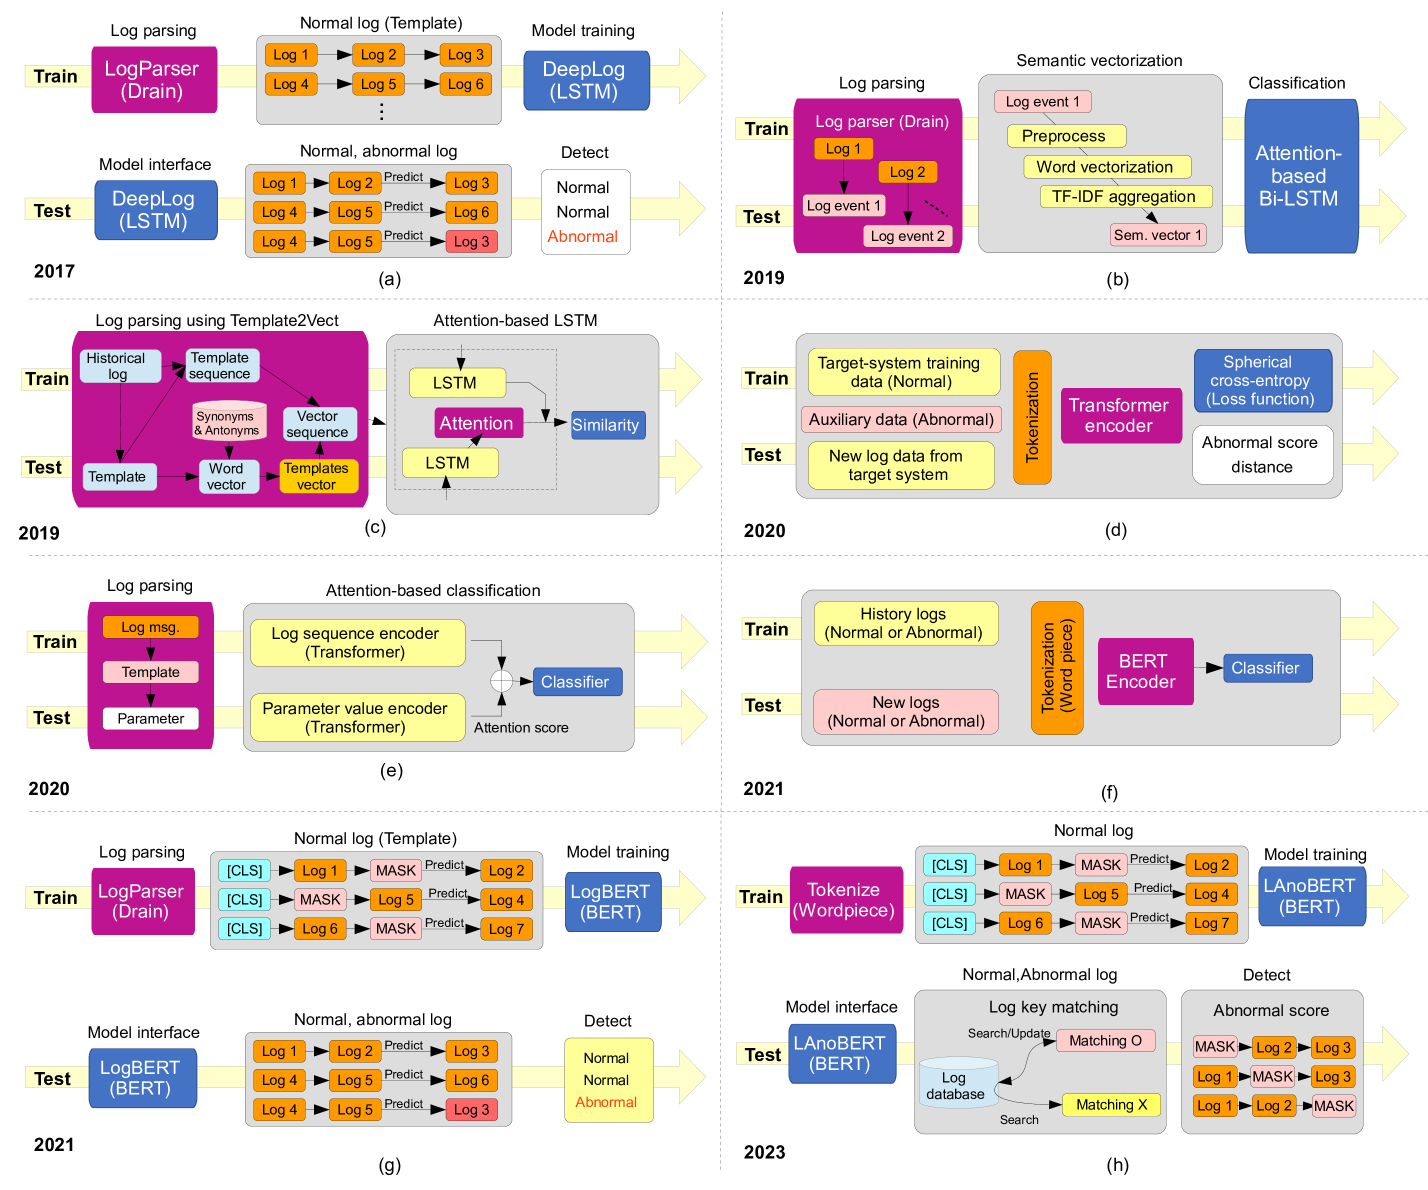 Log parsing
Normal log (Template)
Model training
Train
LogParser
(Drain)
Log 1
Log 2
Log 3
Log 4
Log 5
Log 6
DeepLog
(LSTM)
Model interface
Normal, abnormal log
Detect
Test
DeepLog
(LSTM)
Log 1
Log 2
Predict
Log 3
Log 4
Log 5
Predict
Log 6
Log 4
Log 5
Predict
Log 3
Normal
Normal
Abnormal
2017
(a)
Log parsing
Semantic vectorization
Classification
Train
Test
Log parser (Drain)
Log 1
Log 2
Log event 1
Log event 2
Log event 1
Preprocess
Word vectorization
TF-IDF aggregation
Sem. vector 1
Attention-
based
Bi-LSTM
2019
(b)
Log parsing using Template2Vect
Attention-based LSTM
Train
Test
Historical
log
Template
sequence
Synonyms
& Antonyms
Vector
sequence
Template
Word
vector
Templates
vector
LSTM
Attention
LSTM
Similarity
2019
(c)
Train
Test
Target-system training
data (Normal)
Auxiliary data (Abnormal)
New log data from
target system
Tokenization
Transformer
encoder
Spherical
cross-entropy
(Loss function)
Abnormal score
distance
2020
(d)
Log parsing
Attention-based classification
Train
Test
Log msg.
Template
Parameter
Log sequence encoder
(Transformer)
Parameter value encoder
(Transformer)
Attention score
Classifier
2020
(e)
Train
Test
History logs
(Normal or Abnormal)
New logs
(Normal or Abnormal)
Tokenization
(Word piece)
BERT
Encoder
Classifier
2021
(f)
Log parsing
Normal log (Template)
Model training
Train
LogParser
(Drain)
[CLS]
Log 1
MASK
Predict
Log 2
[CLS]
MASK
Log 5
Predict
Log 4
[CLS]
Log 6
MASK
Predict
Log 7
LogBERT
(BERT)
Model interface
Normal, abnormal log
Detect
Test
LogBERT
(BERT)
Log 1
Log 2
Predict
Log 3
Log 4
Log 5
Predict
Log 6
Log 4
Log 5
Predict
Log 3
Normal
Normal
Abnormal
2021
(g)
Normal log
Model training
Train
Tokenize
(Wordpiece)
[CLS]
Log 1
MASK
Predict
Log 2
[CLS]
MASK
Log 5
Predict
Log 4
[CLS]
Log 6
MASK
Predict
Log 7
LAnoBERT
(BERT)
Model interface
Normal,Abnormal log
Detect
Test
LAnoBERT
(BERT)
Log key matching
Search/Update
Matching O
Log
database
Matching X
Search
Abnormal score
MASK
Log 2
Log 3
Log 1
MASK
Log 3
Log 1
Log 2
MASK
2023
(h)